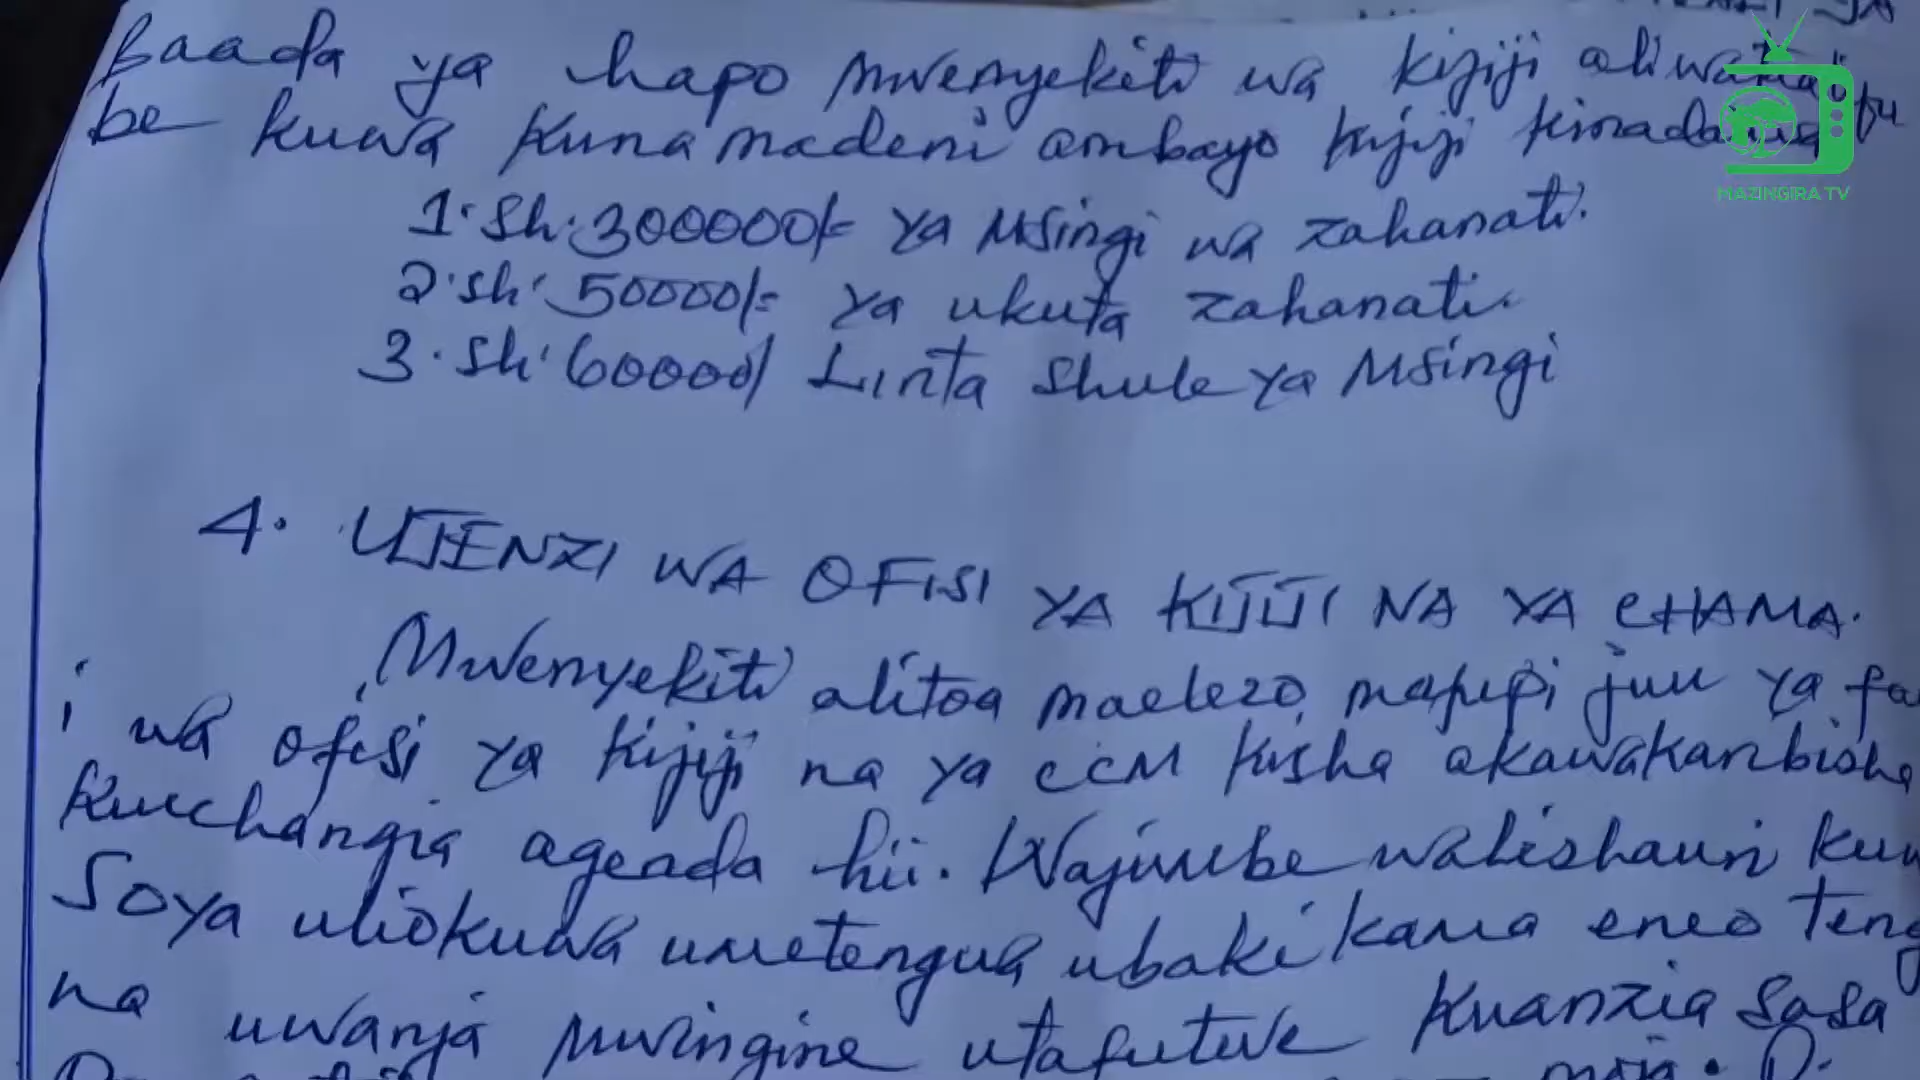 Baada ya hapo Mwenyekiti wa kijiji
be kuwa kuna madeni ambayo kijiji kinadaiwa
1. Sh. 300000/= ya Msingi wa zahanati.
2. Sh. 50000/= ya ukuta zahanati.
3. Sh. 60000/ Linta Shule ya Msingi
4. UJENZI WA OFISI YA KIJIJI NA YA CHAMA.
Mwenyekiti alitoa maelezo mafupi juu ya
i wa ofisi ya kijiji na ya CCM kisha akawakaribisha
kuchangia agenda hii. Wajumbe walishauri
Soya uliokuwa umetengwa ubaki kama eneo
na uwanja mwingine utafutwe kuanzia sasa
moja.
MAZINGIRA TV